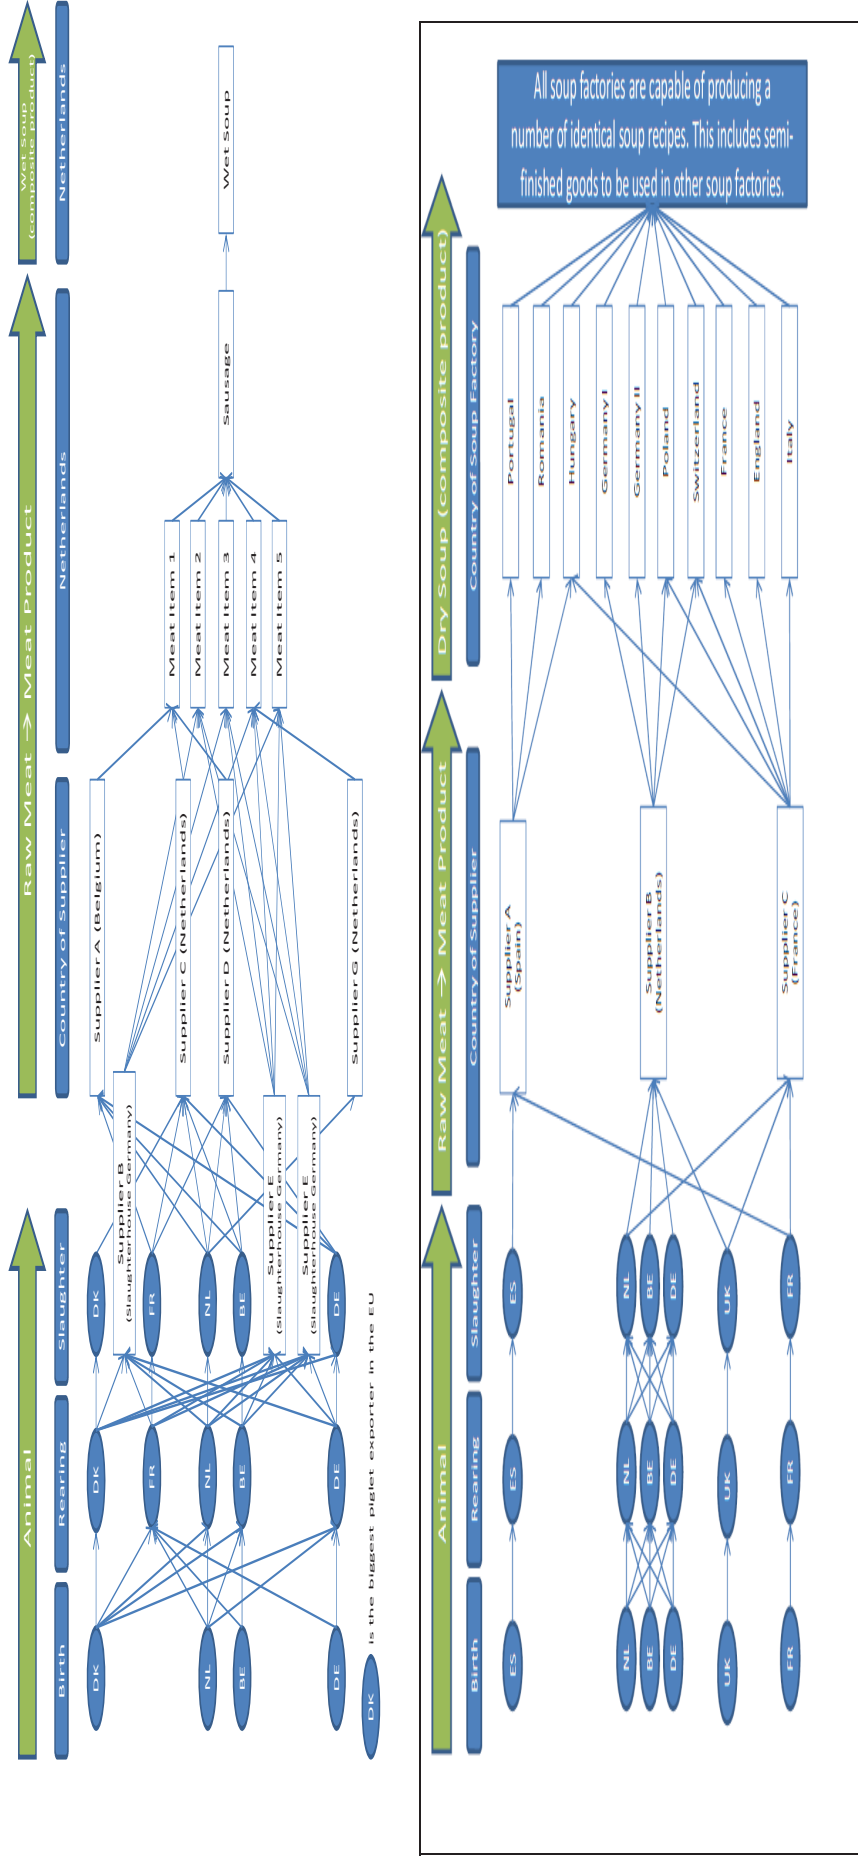 Animal
Raw Meat → Meat Product
Wet Soup
(composite product)
Birth
Rearing
Slaughter
Country of Supplier
Netherlands
Netherlands
DK
DK
DK
Supplier A (Belgium)
Supplier B
(Slaughterhouse Germany)
FR
FR
Meat Item 1
Supplier C (Netherlands)
Meat Item 2
NL
NL
NL
Supplier D (Netherlands)
Meat Item 3
Sausage
Wet Soup
BE
BE
BE
Meat Item 4
Supplier E
(Slaughterhouse Germany)
Meat Item 5
Supplier E
(Slaughterhouse Germany)
DE
DE
DE
Supplier G (Netherlands)
DK
is the biggest piglet exporter in the EU
Animal
Raw Meat → Meat Product
Dry Soup (composite product)
Birth
Rearing
Slaughter
Country of Supplier
Country of Soup Factory
ES
ES
ES
Supplier A
(Spain)
Portugal
Romania
Hungary
Germany I
NL
NL
NL
Germany II
BE
BE
BE
Supplier B
(Netherlands)
Poland
DE
DE
DE
Switzerland
UK
UK
UK
France
England
FR
FR
FR
Supplier C
(France)
Italy
All soup factories are capable of producing a
number of identical soup recipes. This includes semi-
finished goods to be used in other soup factories.